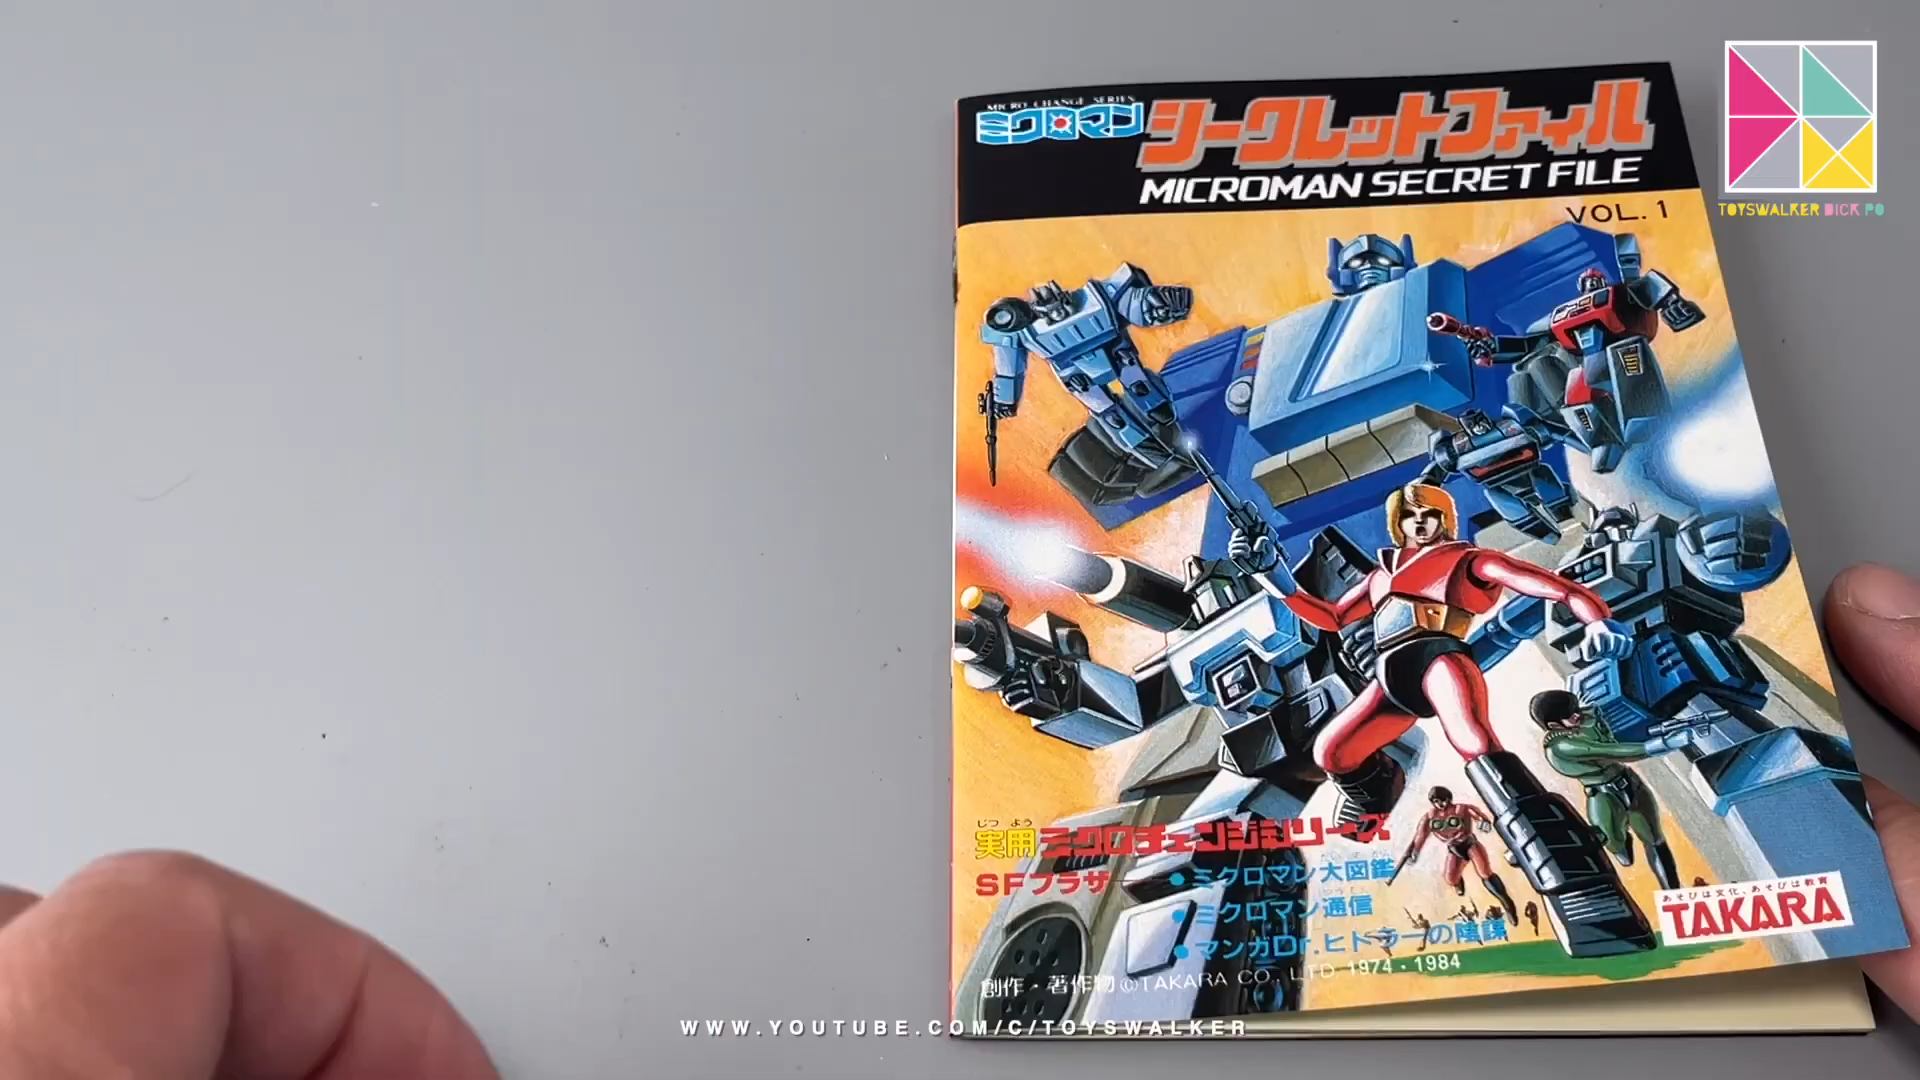 MICRO CHANGE SERIES
ミクロマン シークレットファイル
MICROMAN SECRET FILE
VOL. 1
TOYSWALKER DICK PO
じつ よう
実用ミクロチェンジシリーズ
SFプラザ
●ミクロマン大図鑑
●ミクロマン通信
●マンガDr.ヒトラーの陰謀
あそびは文化、あそびは教育
TAKARA
創作・著作物©TAKARA CO., LTD 1974・1984
WWW.YOUTUBE.COM/C/TOYSWALKER